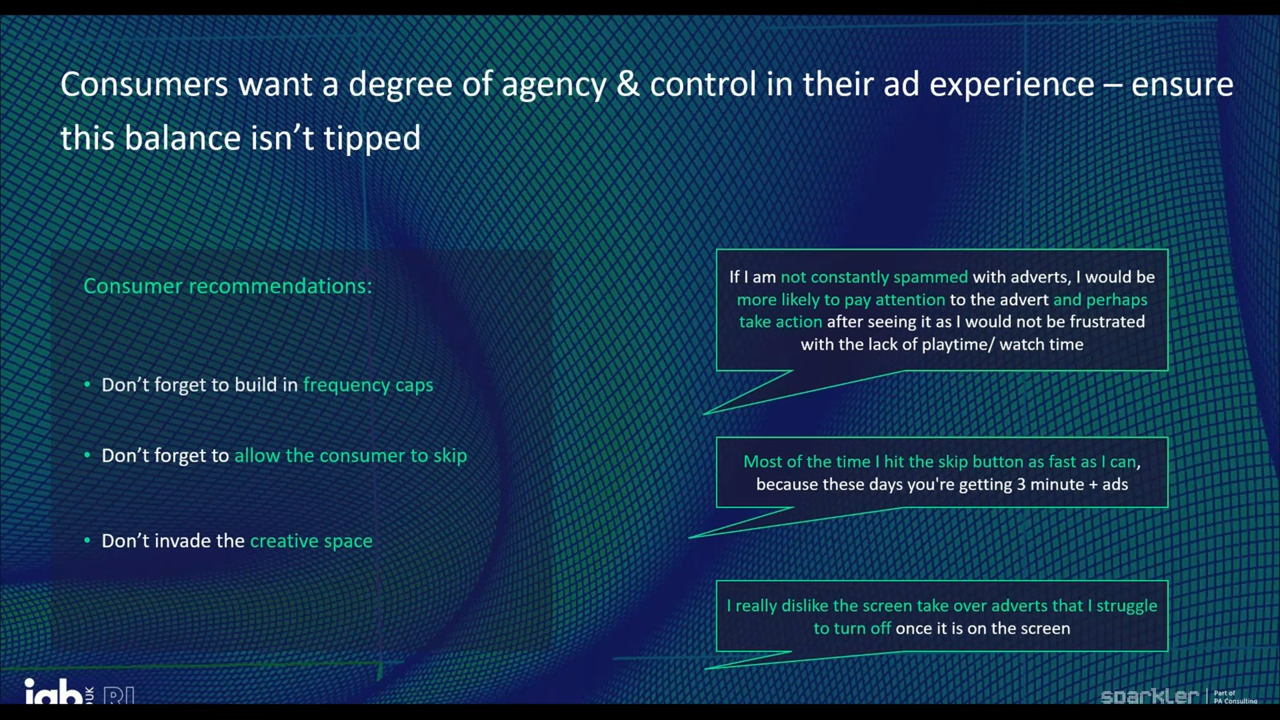 Consumers want a degree of agency & control in their ad experience – ensure
this balance isn’t tipped
Consumer recommendations:
• Don’t forget to build in frequency caps
• Don’t forget to allow the consumer to skip
• Don’t invade the creative space
If I am not constantly spammed with adverts, I would be
more likely to pay attention to the advert and perhaps
take action after seeing it as I would not be frustrated
with the lack of playtime/ watch time
Most of the time I hit the skip button as fast as I can,
because these days you're getting 3 minute + ads
I really dislike the screen take over adverts that I struggle
to turn off once it is on the screen
iab
UK
sparkler
Part of
PA Consulting